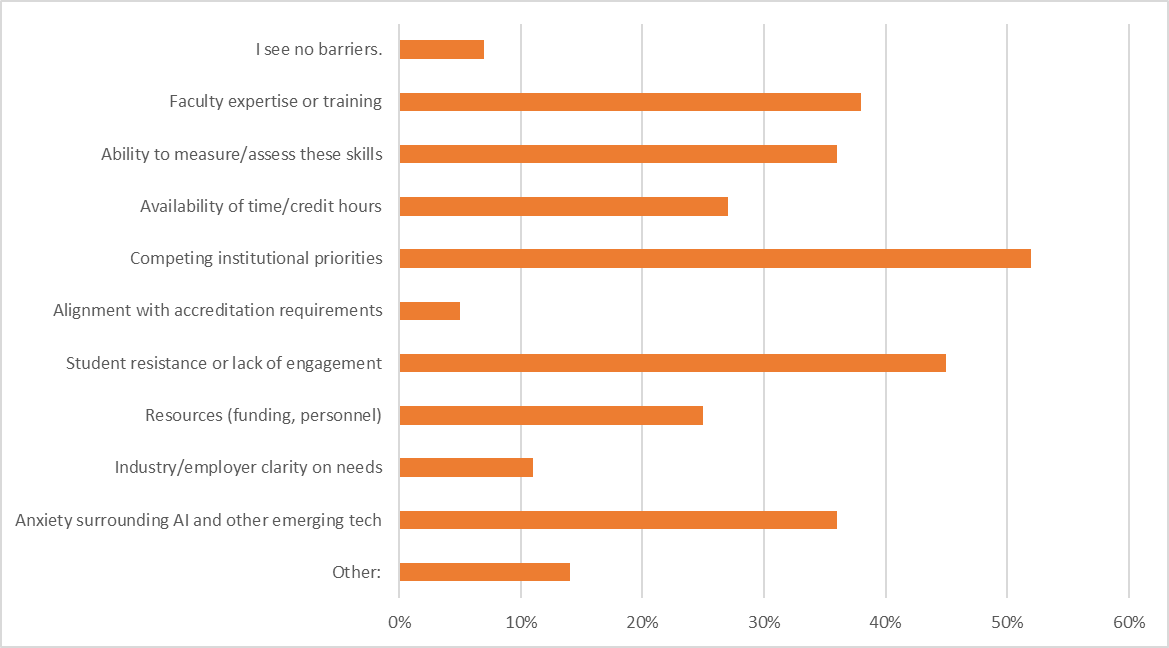 I see no barriers.
Faculty expertise or training
Ability to measure/assess these skills
Availability of time/credit hours
Competing institutional priorities
Alignment with accreditation requirements
Student resistance or lack of engagement
Resources (funding, personnel)
Industry/employer clarity on needs
Anxiety surrounding AI and other emerging tech
Other:
0% 10% 20% 30% 40% 50% 60%